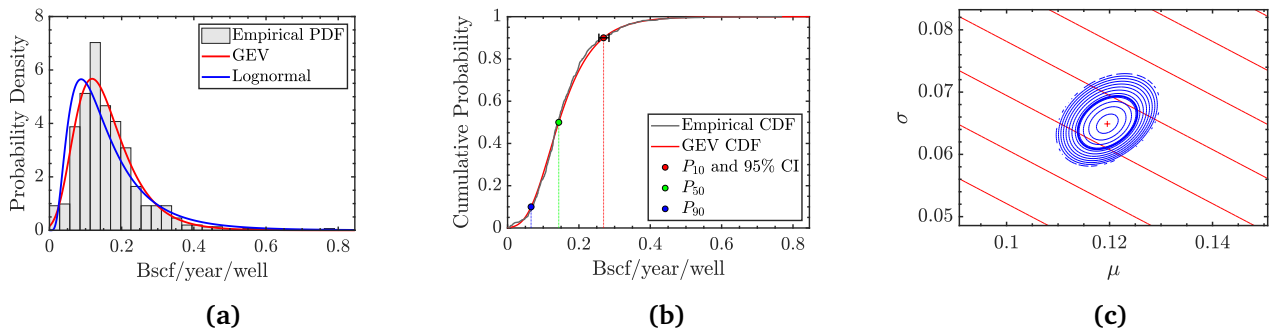 8
6
4
2
0
0
0.2
0.4
0.6
0.8
Probability Density
Bscf/year/well
Empirical PDF
GEV
Lognormal
(a)
1
0.8
0.6
0.4
0.2
0
0
0.2
0.4
0.6
0.8
Cumulative Probability
Bscf/year/well
Empirical CDF
GEV CDF
P10 and 95% CI
P50
P90
(b)
0.08
0.07
0.06
0.05
0.1
0.12
0.14
σ
μ
(c)